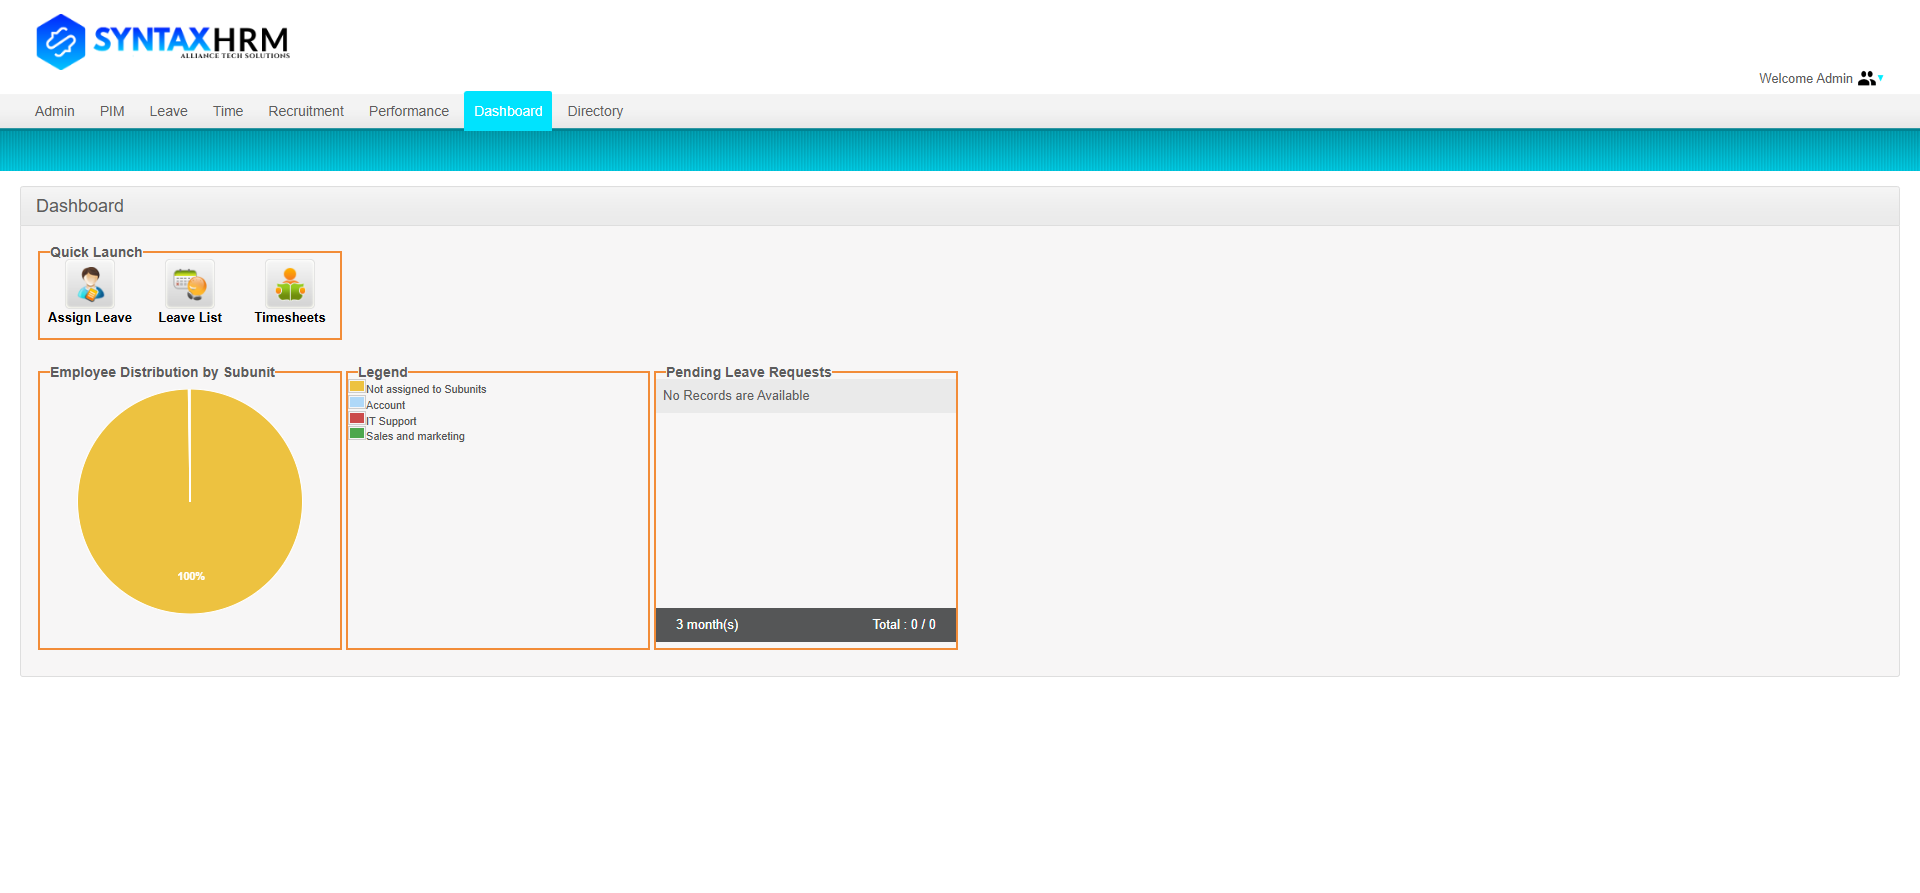 SYNTAXHRM
ALLIANCE TECH SOLUTIONS
Welcome Admin
Admin PIM Leave Time Recruitment Performance Dashboard Directory
Dashboard
Quick Launch
Assign Leave Leave List Timesheets
Employee Distribution by Subunit
100%
Legend
Not assigned to Subunits
Account
IT Support
Sales and marketing
Pending Leave Requests
No Records are Available
3 month(s) Total : 0 / 0